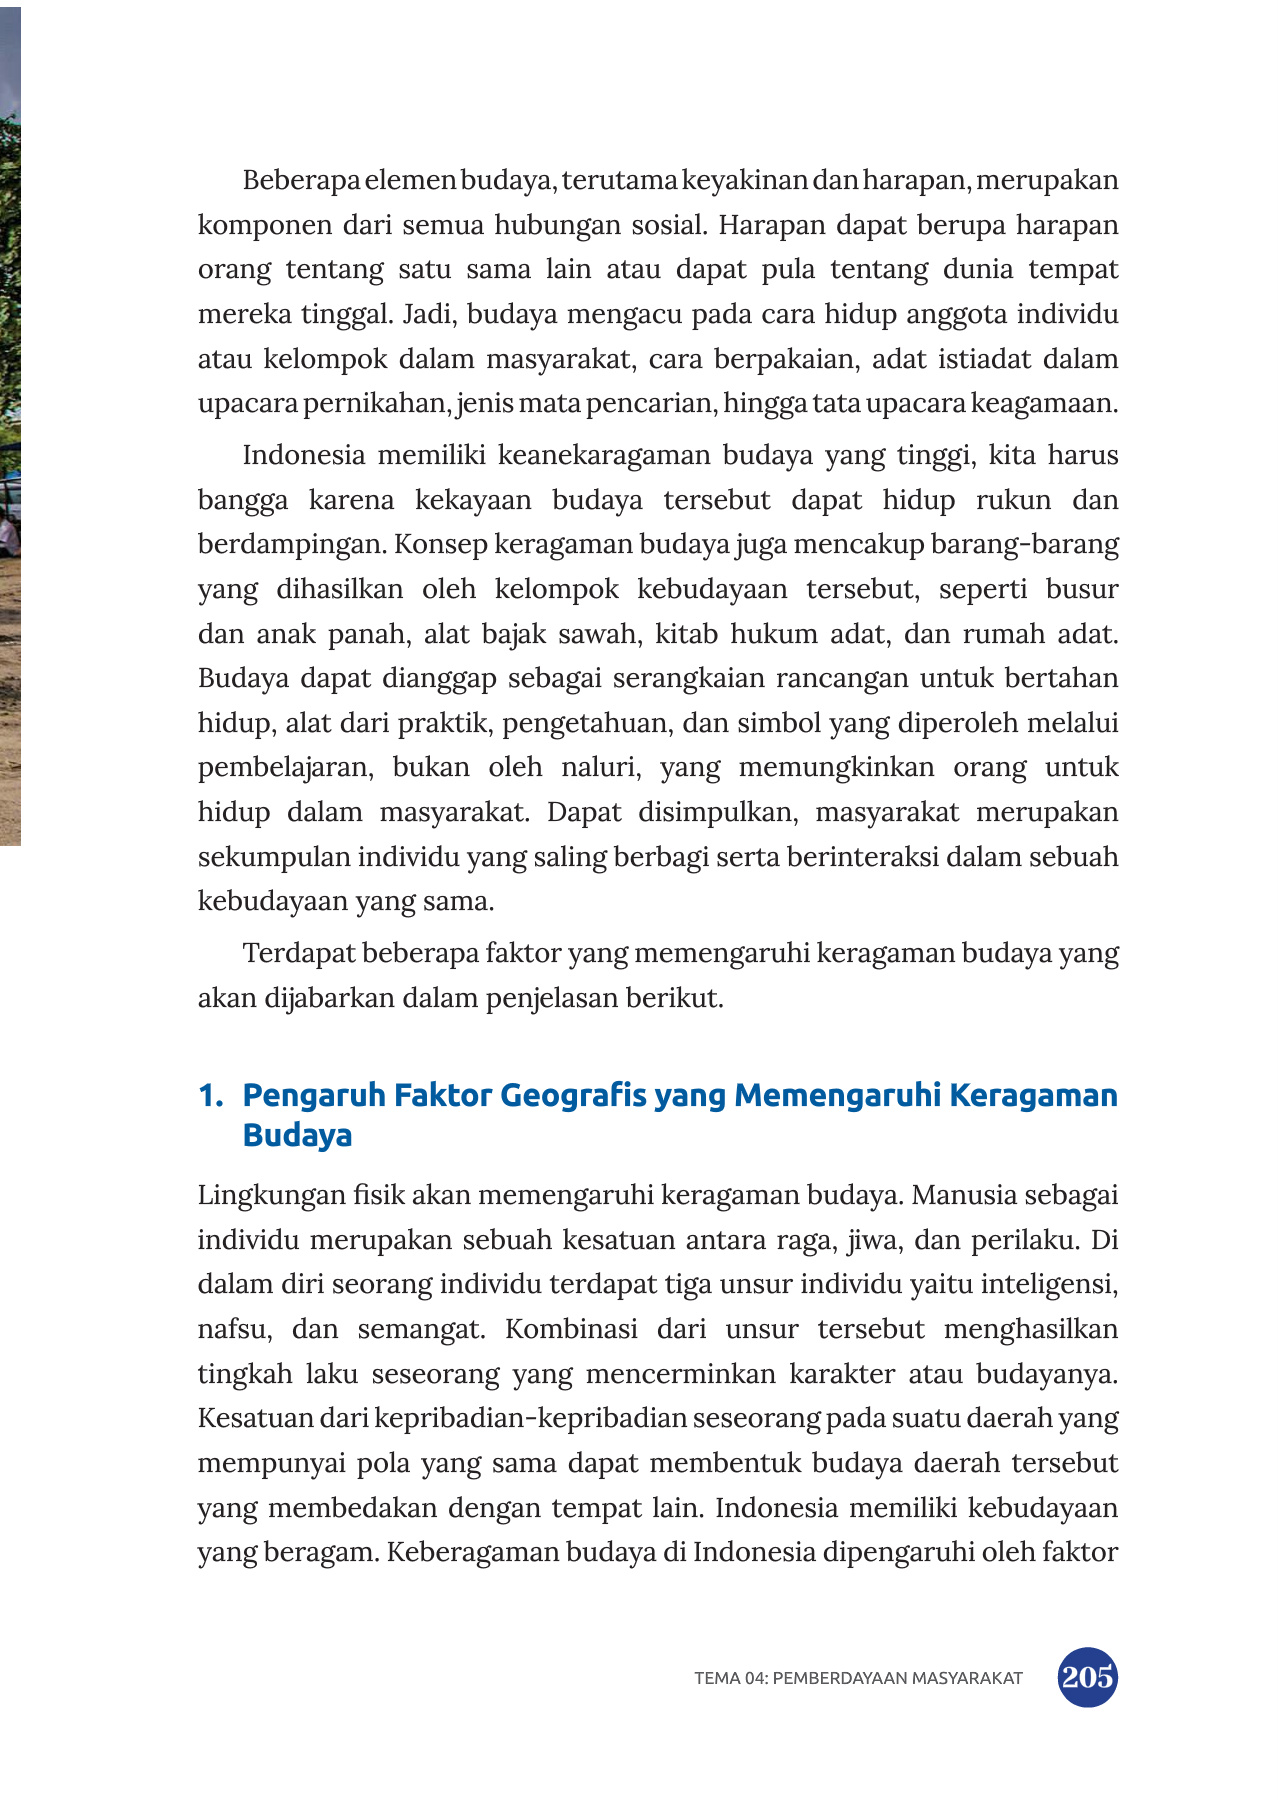 Beberapa elemen budaya, terutama keyakinan dan harapan, merupakan
komponen dari semua hubungan sosial. Harapan dapat berupa harapan
orang tentang satu sama lain atau dapat pula tentang dunia tempat
mereka tinggal. Jadi, budaya mengacu pada cara hidup anggota individu
atau kelompok dalam masyarakat, cara berpakaian, adat istiadat dalam
upacara pernikahan, jenis mata pencarian, hingga tata upacara keagamaan.
Indonesia memiliki keanekaragaman budaya yang tinggi, kita harus
bangga karena kekayaan budaya tersebut dapat hidup rukun dan
berdampingan. Konsep keragaman budaya juga mencakup barang-barang
yang dihasilkan oleh kelompok kebudayaan tersebut, seperti busur
dan anak panah, alat bajak sawah, kitab hukum adat, dan rumah adat.
Budaya dapat dianggap sebagai serangkaian rancangan untuk bertahan
hidup, alat dari praktik, pengetahuan, dan simbol yang diperoleh melalui
pembelajaran, bukan oleh naluri, yang memungkinkan orang untuk
hidup dalam masyarakat. Dapat disimpulkan, masyarakat merupakan
sekumpulan individu yang saling berbagi serta berinteraksi dalam sebuah
kebudayaan yang sama.
Terdapat beberapa faktor yang memengaruhi keragaman budaya yang
akan dijabarkan dalam penjelasan berikut.
1. Pengaruh Faktor Geografis yang Memengaruhi Keragaman
Budaya
Lingkungan fisik akan memengaruhi keragaman budaya. Manusia sebagai
individu merupakan sebuah kesatuan antara raga, jiwa, dan perilaku. Di
dalam diri seorang individu terdapat tiga unsur individu yaitu inteligensi,
nafsu, dan semangat. Kombinasi dari unsur tersebut menghasilkan
tingkah laku seseorang yang mencerminkan karakter atau budayanya.
Kesatuan dari kepribadian-kepribadian seseorang pada suatu daerah yang
mempunyai pola yang sama dapat membentuk budaya daerah tersebut
yang membedakan dengan tempat lain. Indonesia memiliki kebudayaan
yang beragam. Keberagaman budaya di Indonesia dipengaruhi oleh faktor
TEMA 04: PEMBERDAYAAN MASYARAKAT 205